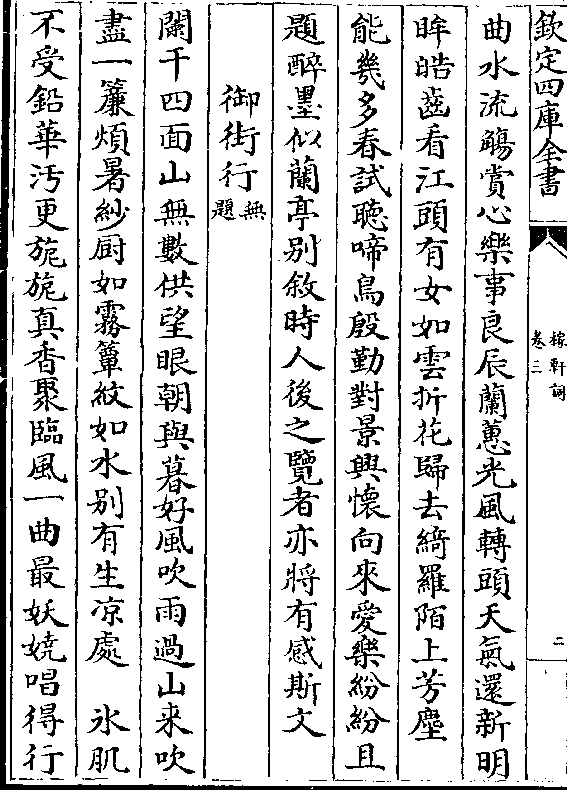 欽定四庫全書
稼軒詞
卷三
二
曲水流觴賞心樂事良辰蘭蕙光風轉頭天氣還新明
眸皓齒看江頭有女如雲折花歸去綺羅陌上芳塵
能幾多春試聽啼鳥殷勤對景興懷向來哀樂紛紛且
題醉墨似蘭亭別敘時人後之覽者亦將有感斯文
御街行無題
闌干四面山無數供望眼朝與暮好風吹雨過山来吹
盡一簾煩暑紗厨如霧簟紋如水别有生凉處 氷肌
不受鉛華汚更旎旎真香聚臨風一曲最妖嬈唱得行